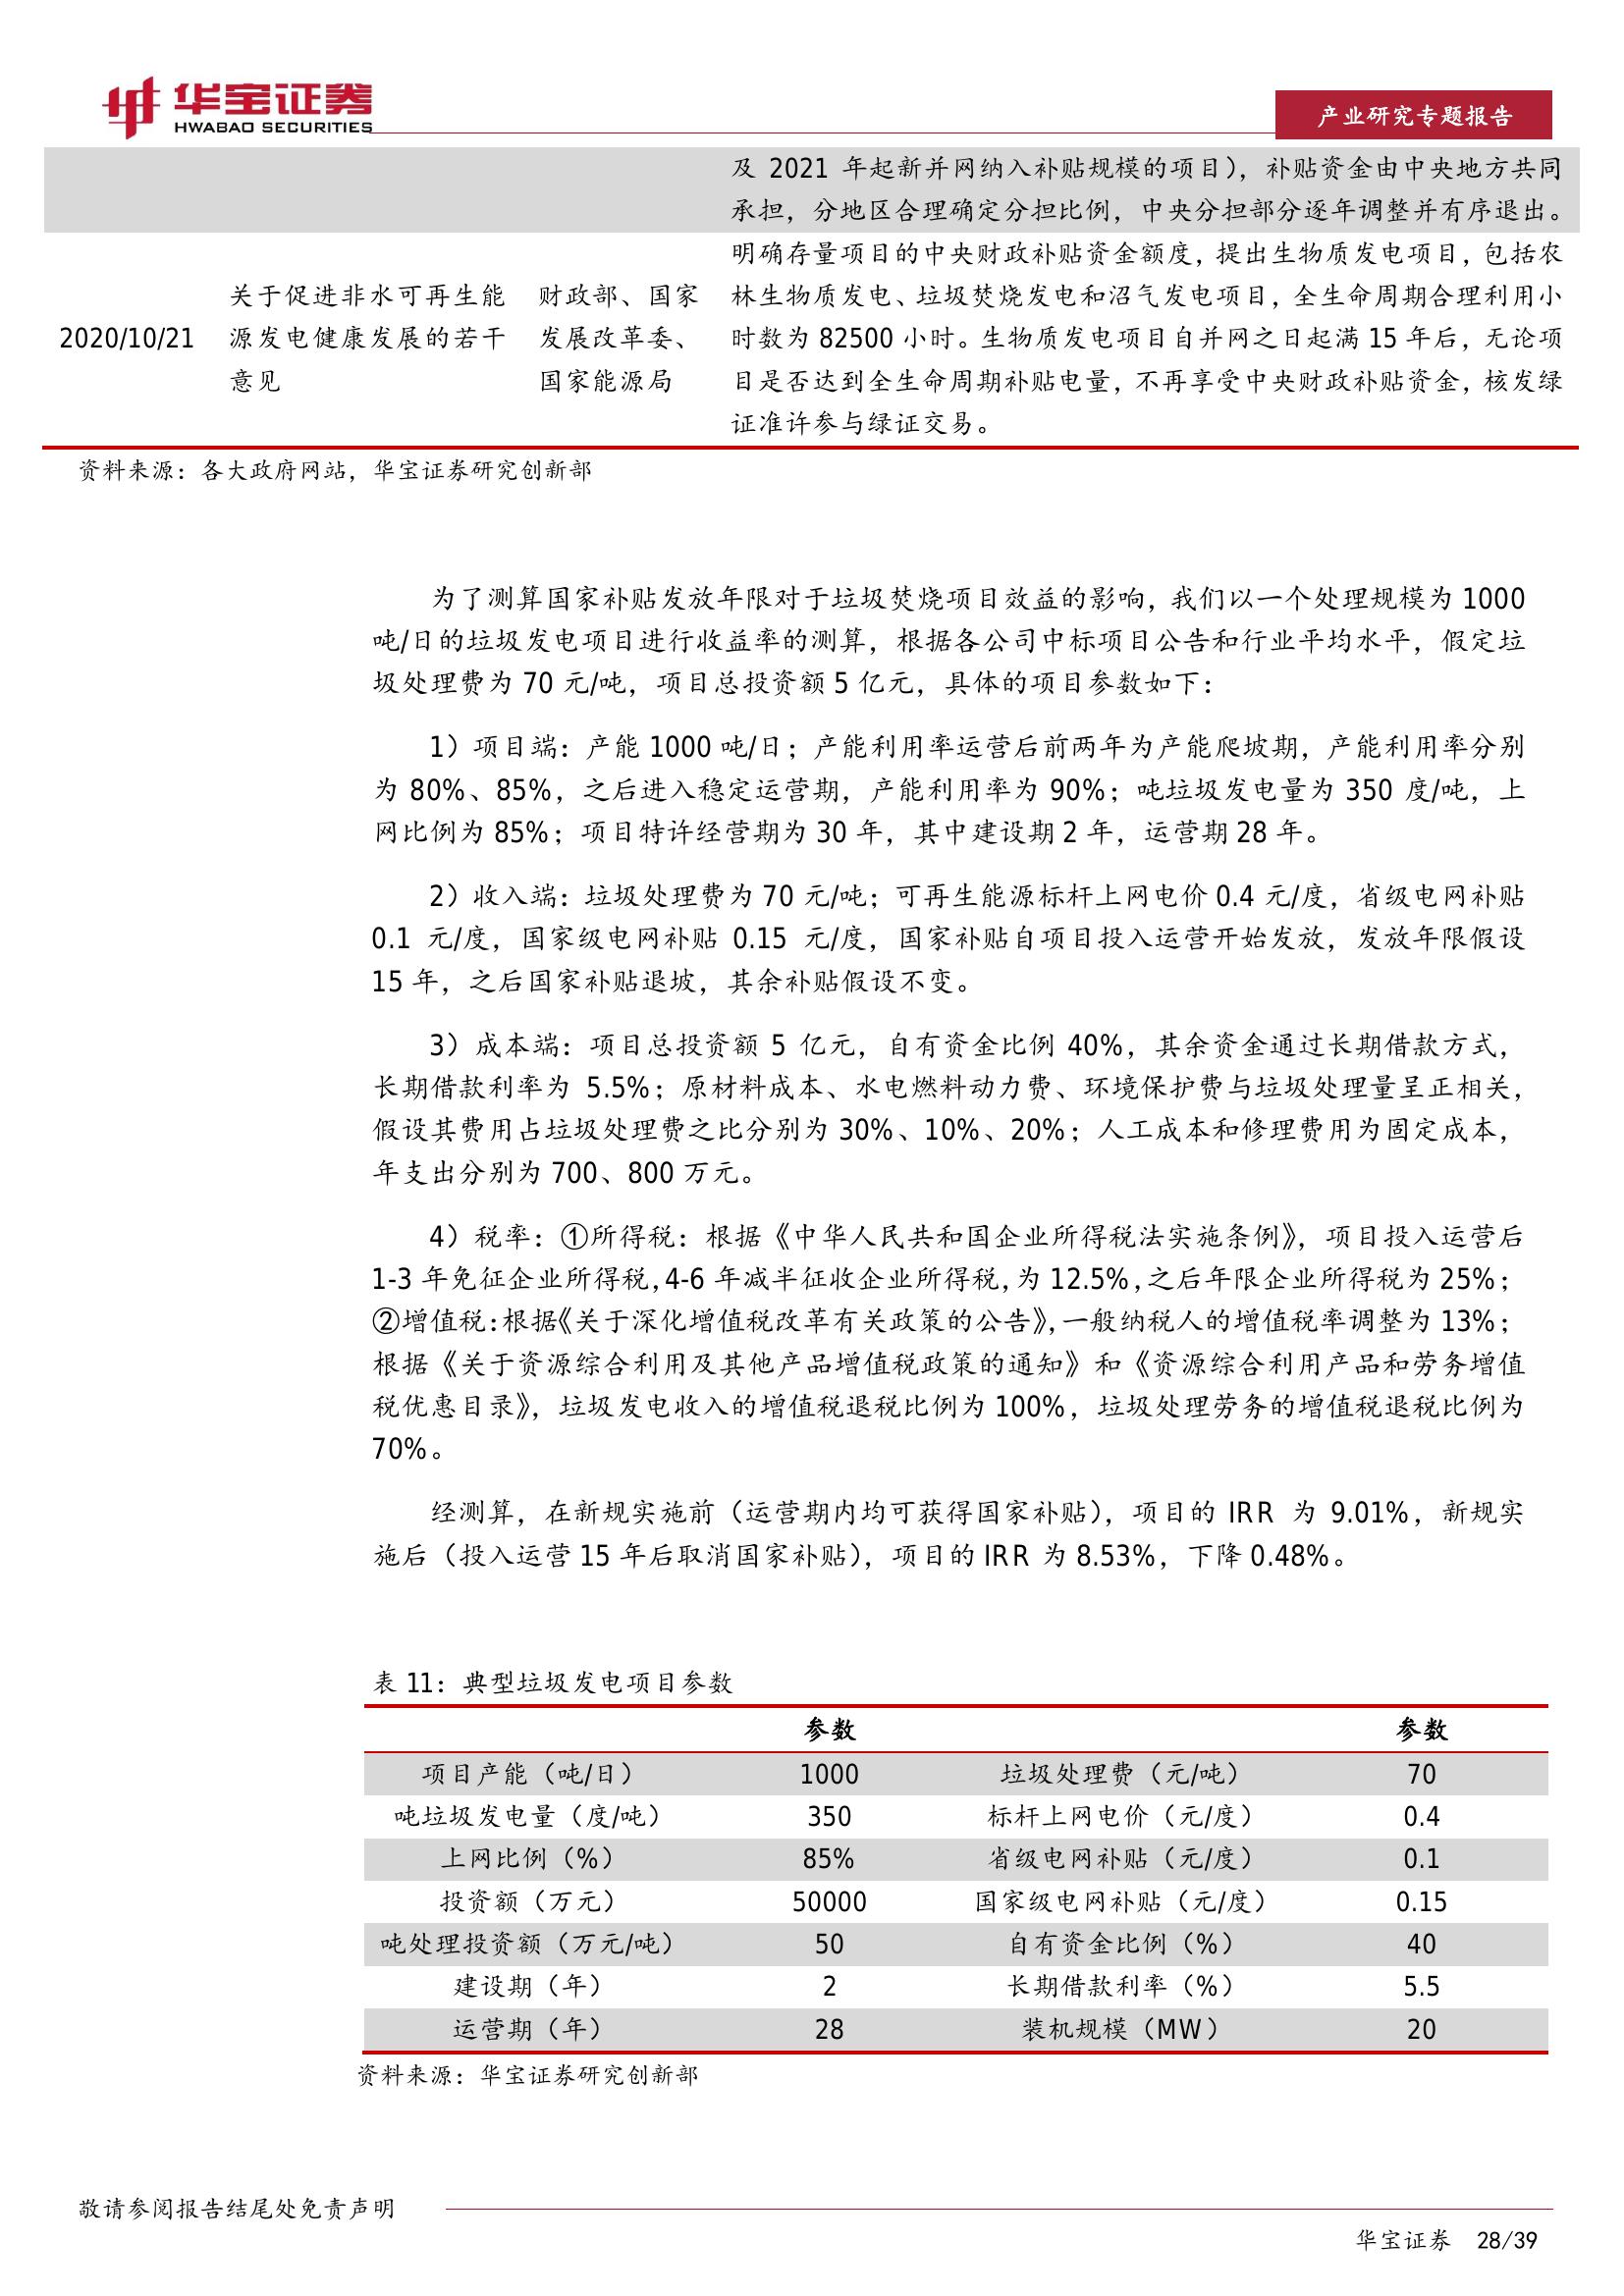 华宝证券
HWABAO SECURITIES
产业研究专题报告
及 2021 年起新并网纳入补贴规模的项目），补贴资金由中央地方共同
承担，分地区合理确定分担比例，中央分担部分逐年调整并有序退出。
2020/10/21
关于促进非水可再生能
源发电健康发展的若干
意见
财政部、国家
发展改革委、
国家能源局
明确存量项目的中央财政补贴资金额度，提出生物质发电项目，包括农
林生物质发电、垃圾焚烧发电和沼气发电项目，全生命周期合理利用小
时数为 82500 小时。生物质发电项目自并网之日起满 15 年后，无论项
目是否达到全生命周期补贴电量，不再享受中央财政补贴资金，核发绿
证准许参与绿证交易。
资料来源：各大政府网站，华宝证券研究创新部
为了测算国家补贴发放年限对于垃圾焚烧项目效益的影响，我们以一个处理规模为 1000
吨/日的垃圾发电项目进行收益率的测算，根据各公司中标项目公告和行业平均水平，假定垃
圾处理费为 70 元/吨，项目总投资额 5 亿元，具体的项目参数如下：
1）项目端：产能 1000 吨/日；产能利用率运营后前两年为产能爬坡期，产能利用率分别
为 80%、85%，之后进入稳定运营期，产能利用率为 90%；吨垃圾发电量为 350 度/吨，上
网比例为 85%；项目特许经营期为 30 年，其中建设期 2 年，运营期 28 年。
2）收入端：垃圾处理费为 70 元/吨；可再生能源标杆上网电价 0.4 元/度，省级电网补贴
0.1 元/度，国家级电网补贴 0.15 元/度，国家补贴自项目投入运营开始发放，发放年限假设
15 年，之后国家补贴退坡，其余补贴假设不变。
3）成本端：项目总投资额 5 亿元，自有资金比例 40%，其余资金通过长期借款方式，
长期借款利率为 5.5%；原材料成本、水电燃料动力费、环境保护费与垃圾处理量呈正相关，
假设其费用占垃圾处理费之比分别为 30%、10%、20%；人工成本和修理费用为固定成本，
年支出分别为 700、800 万元。
4）税率：①所得税：根据《中华人民共和国企业所得税法实施条例》，项目投入运营后
1-3 年免征企业所得税，4-6 年减半征收企业所得税，为 12.5%，之后年限企业所得税为 25%；
②增值税：根据《关于深化增值税改革有关政策的公告》，一般纳税人的增值税率调整为 13%；
根据《关于资源综合利用及其他产品增值税政策的通知》和《资源综合利用产品和劳务增值
税优惠目录》，垃圾发电收入的增值税退税比例为 100%，垃圾处理劳务的增值税退税比例为
70%。
经测算，在新规实施前（运营期内均可获得国家补贴），项目的 IRR 为 9.01%，新规实
施后（投入运营 15 年后取消国家补贴），项目的 IRR 为 8.53%，下降 0.48%。
表 11：典型垃圾发电项目参数
参数 参数
项目产能（吨/日） 1000 垃圾处理费（元/吨） 70
吨垃圾发电量（度/吨） 350 标杆上网电价（元/度） 0.4
上网比例（%） 85% 省级电网补贴（元/度） 0.1
投资额（万元） 50000 国家级电网补贴（元/度） 0.15
吨处理投资额（万元/吨） 50 自有资金比例（%） 40
建设期（年） 2 长期借款利率（%） 5.5
运营期（年） 28 装机规模（MW） 20
资料来源：华宝证券研究创新部
敬请参阅报告结尾处免责声明
华宝证券 28/39